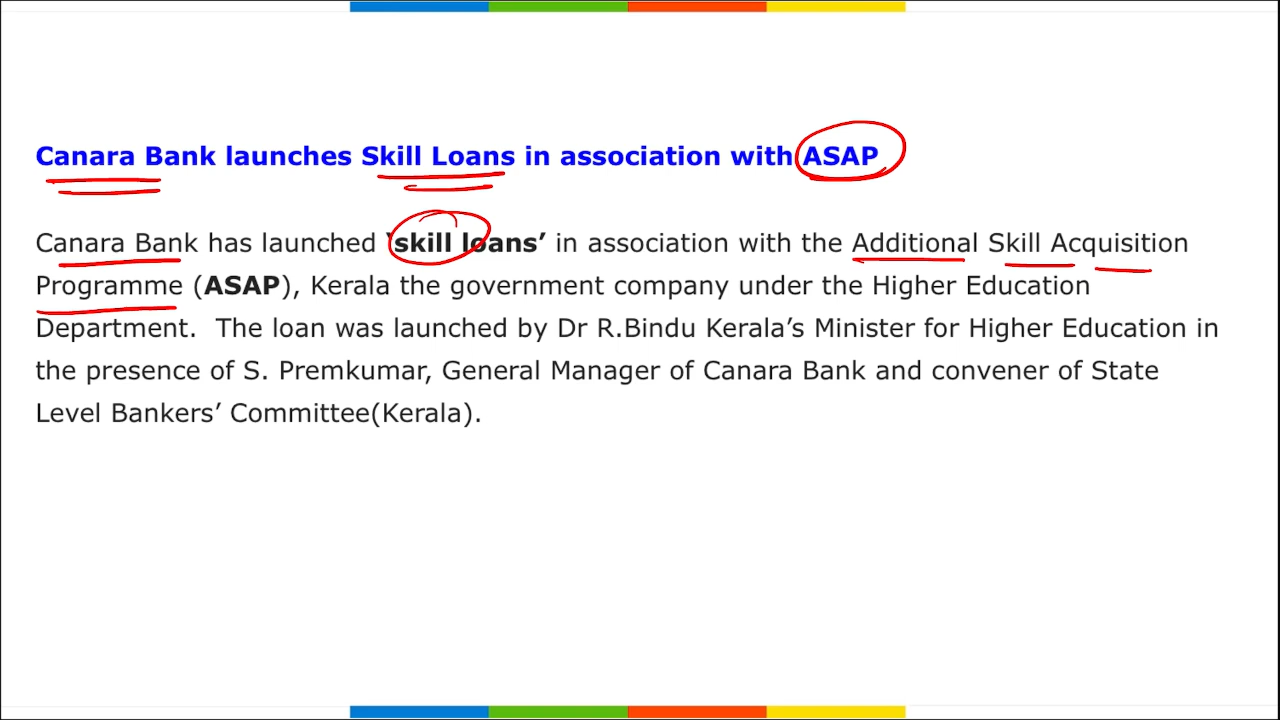 Canara Bank launches Skill Loans in association with ASAP
Canara Bank has launched ‘skill loans’ in association with the Additional Skill Acquisition
Programme (ASAP), Kerala the government company under the Higher Education
Department.  The loan was launched by Dr R.Bindu Kerala’s Minister for Higher Education in
the presence of S. Premkumar, General Manager of Canara Bank and convener of State
Level Bankers’ Committee(Kerala).